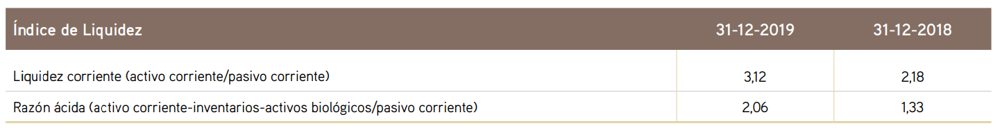 Índice de Liquidez 31-12-2019 31-12-2018
Liquidez corriente (activo corriente/pasivo corriente) 3,12 2,18
Razón ácida (activo corriente-inventarios-activos biológicos/pasivo corriente) 2,06 1,33